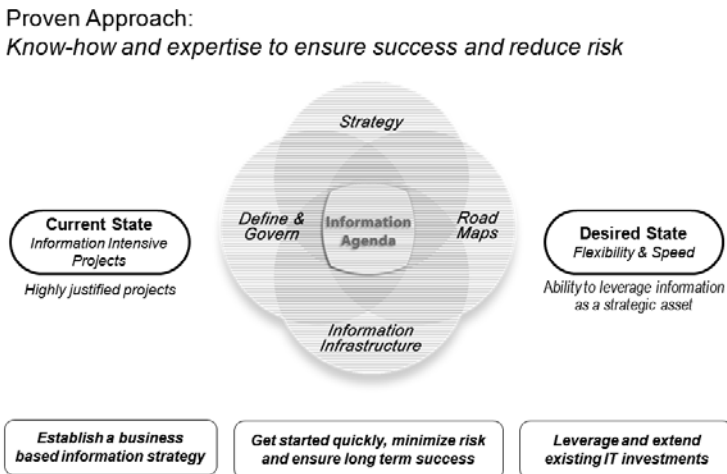 Proven Approach:
Know-how and expertise to ensure success and reduce risk
Strategy
Current State
Information Intensive
Projects
Highly justified projects
Define &
Govern
Information
Agenda
Road
Maps
Desired State
Flexibility & Speed
Ability to leverage information
as a strategic asset
Information
Infrastructure
Establish a business
based information strategy
Get started quickly, minimize risk
and ensure long term success
Leverage and extend
existing IT investments